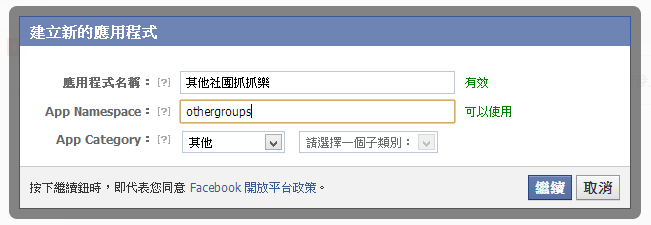 建立新的應用程式
應用程式名稱： [?] 其他社團抓抓樂 有效
App Namespace： [?] othergroups 可以使用
App Category： [?] 其他 請選擇一個子類別：
按下繼續鈕時，即代表您同意 Facebook 開放平台政策。 繼續 取消